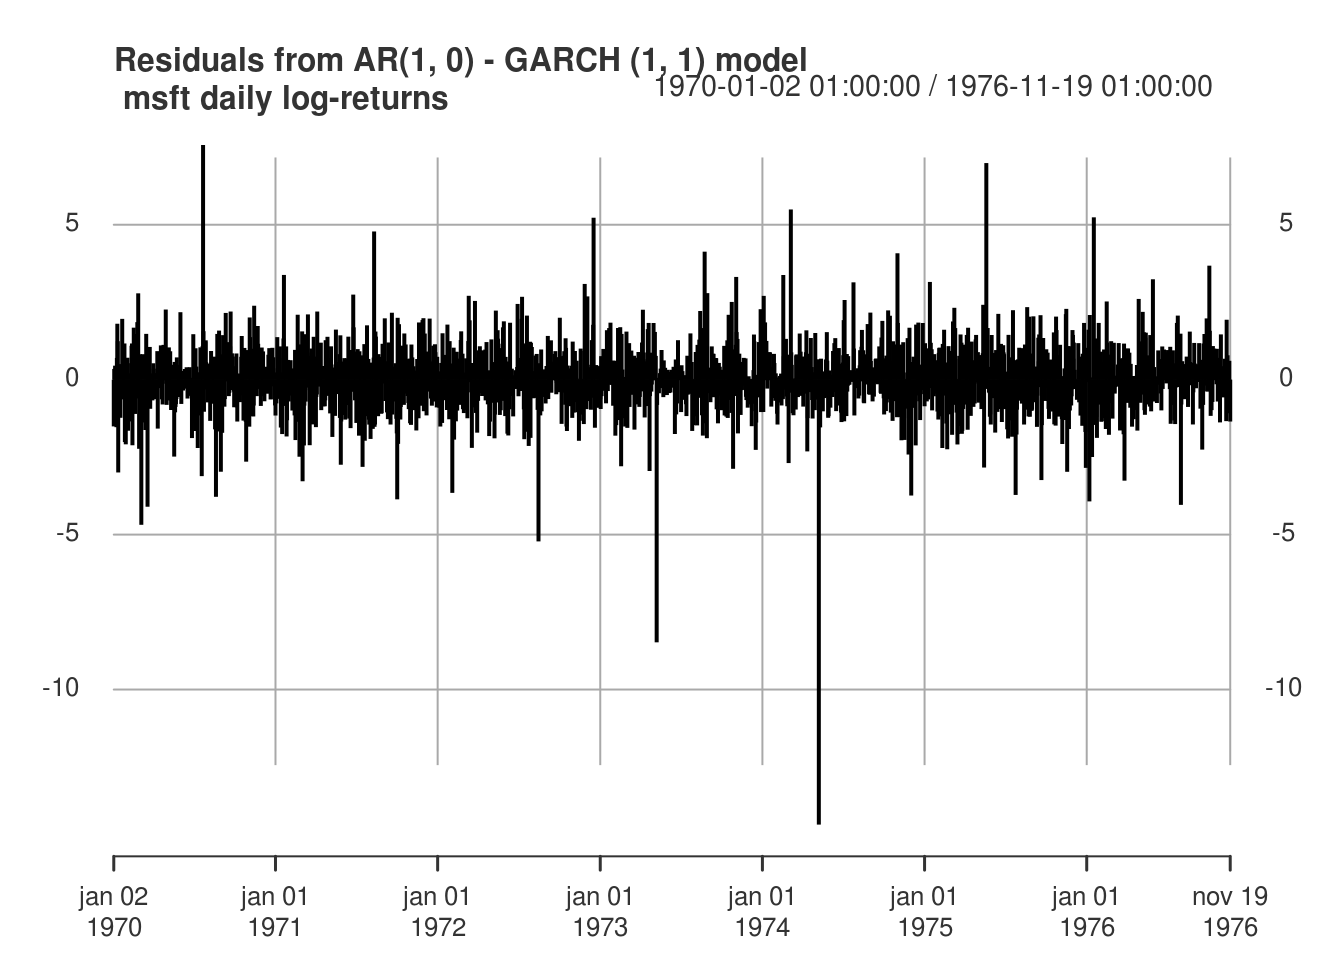 Residuals from AR(1, 0) - GARCH (1, 1) model
msft daily log-returns
1970-01-02 01:00:00 / 1976-11-19 01:00:00
5 5
0 0
-5 -5
-10 -10
jan 02 jan 01 jan 01 jan 01 jan 01 jan 01 jan 01 nov 19
1970 1971 1972 1973 1974 1975 1976 1976